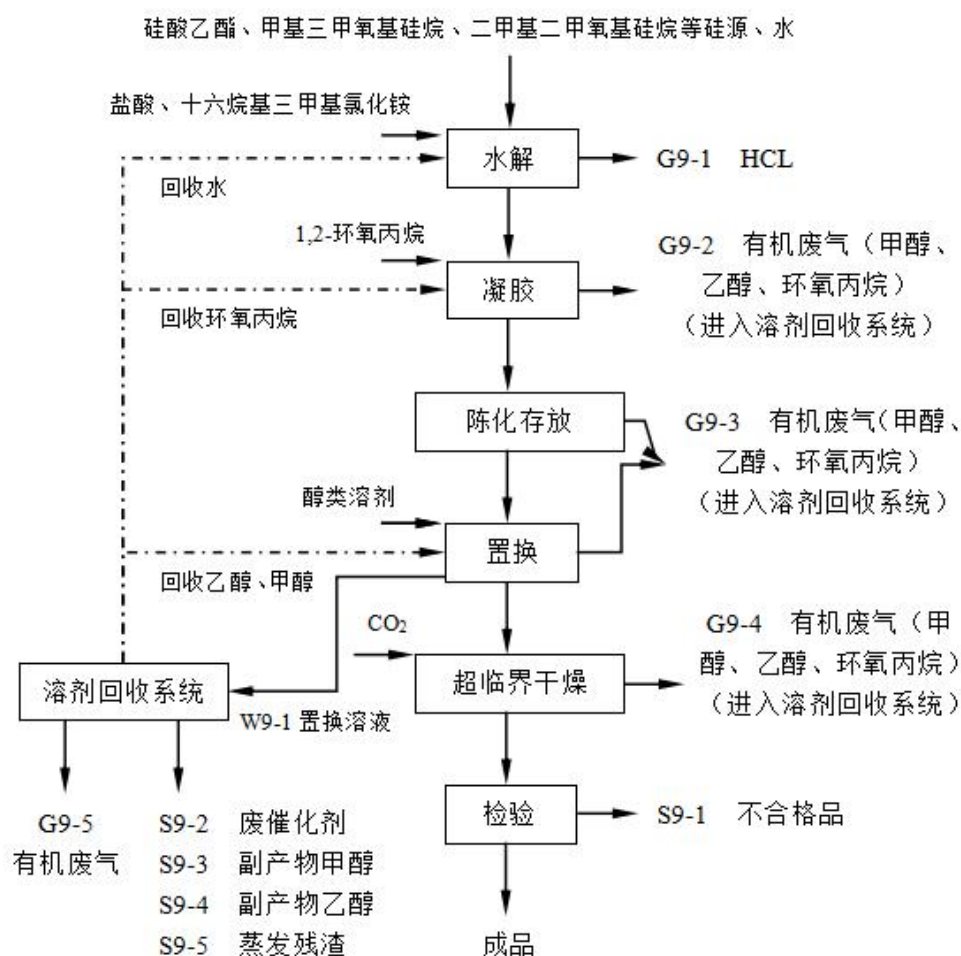 硅酸乙酯、甲基三甲氧基硅烷、二甲基二甲氧基硅烷等硅源、水
盐酸、十六烷基三甲基氯化铵
水解
G9-1 HCL
回收水
1,2-环氧丙烷
凝胶
G9-2 有机废气（甲醇、
乙醇、环氧丙烷）
（进入溶剂回收系统）
回收环氧丙烷
陈化存放
G9-3 有机废气（甲醇、
乙醇、环氧丙烷）
（进入溶剂回收系统）
醇类溶剂
置换
回收乙醇、甲醇
CO₂
超临界干燥
G9-4 有机废气（甲
醇、乙醇、环氧丙烷）
（进入溶剂回收系统）
溶剂回收系统
W9-1 置换溶液
检验
S9-1 不合格品
G9-5
有机废气
S9-2 废催化剂
S9-3 副产物甲醇
S9-4 副产物乙醇
S9-5 蒸发残渣
成品